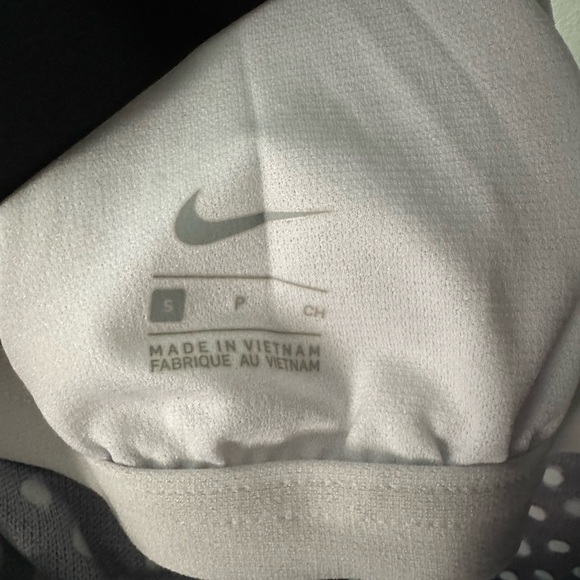 S P CH
MADE IN VIETNAM
FABRIQUE AU VIETNAM